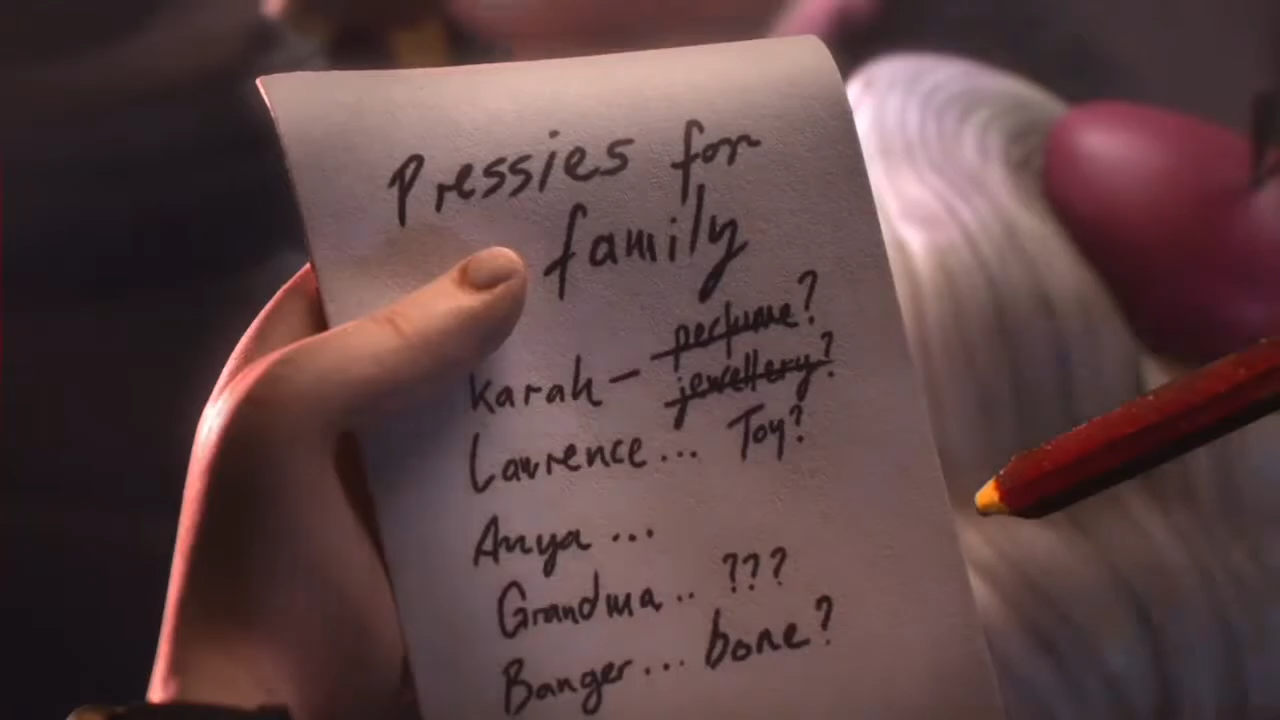 Pressies for
family
Karah – perfume?
jewellery?
Lawrence... Toy?
Anya ...
Grandma.. ???
Banger... bone?